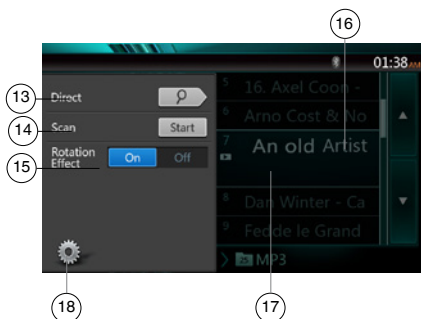 16
01:38 AM
13
Direct
5 16. Axel Coon -
14
Scan
Start
6 Arno Cost & No
15
Rotation
Effect
On Off
7 An old Artist
8 Dan Winter - Ca
9 Fedde le Grand
MP3
18
17